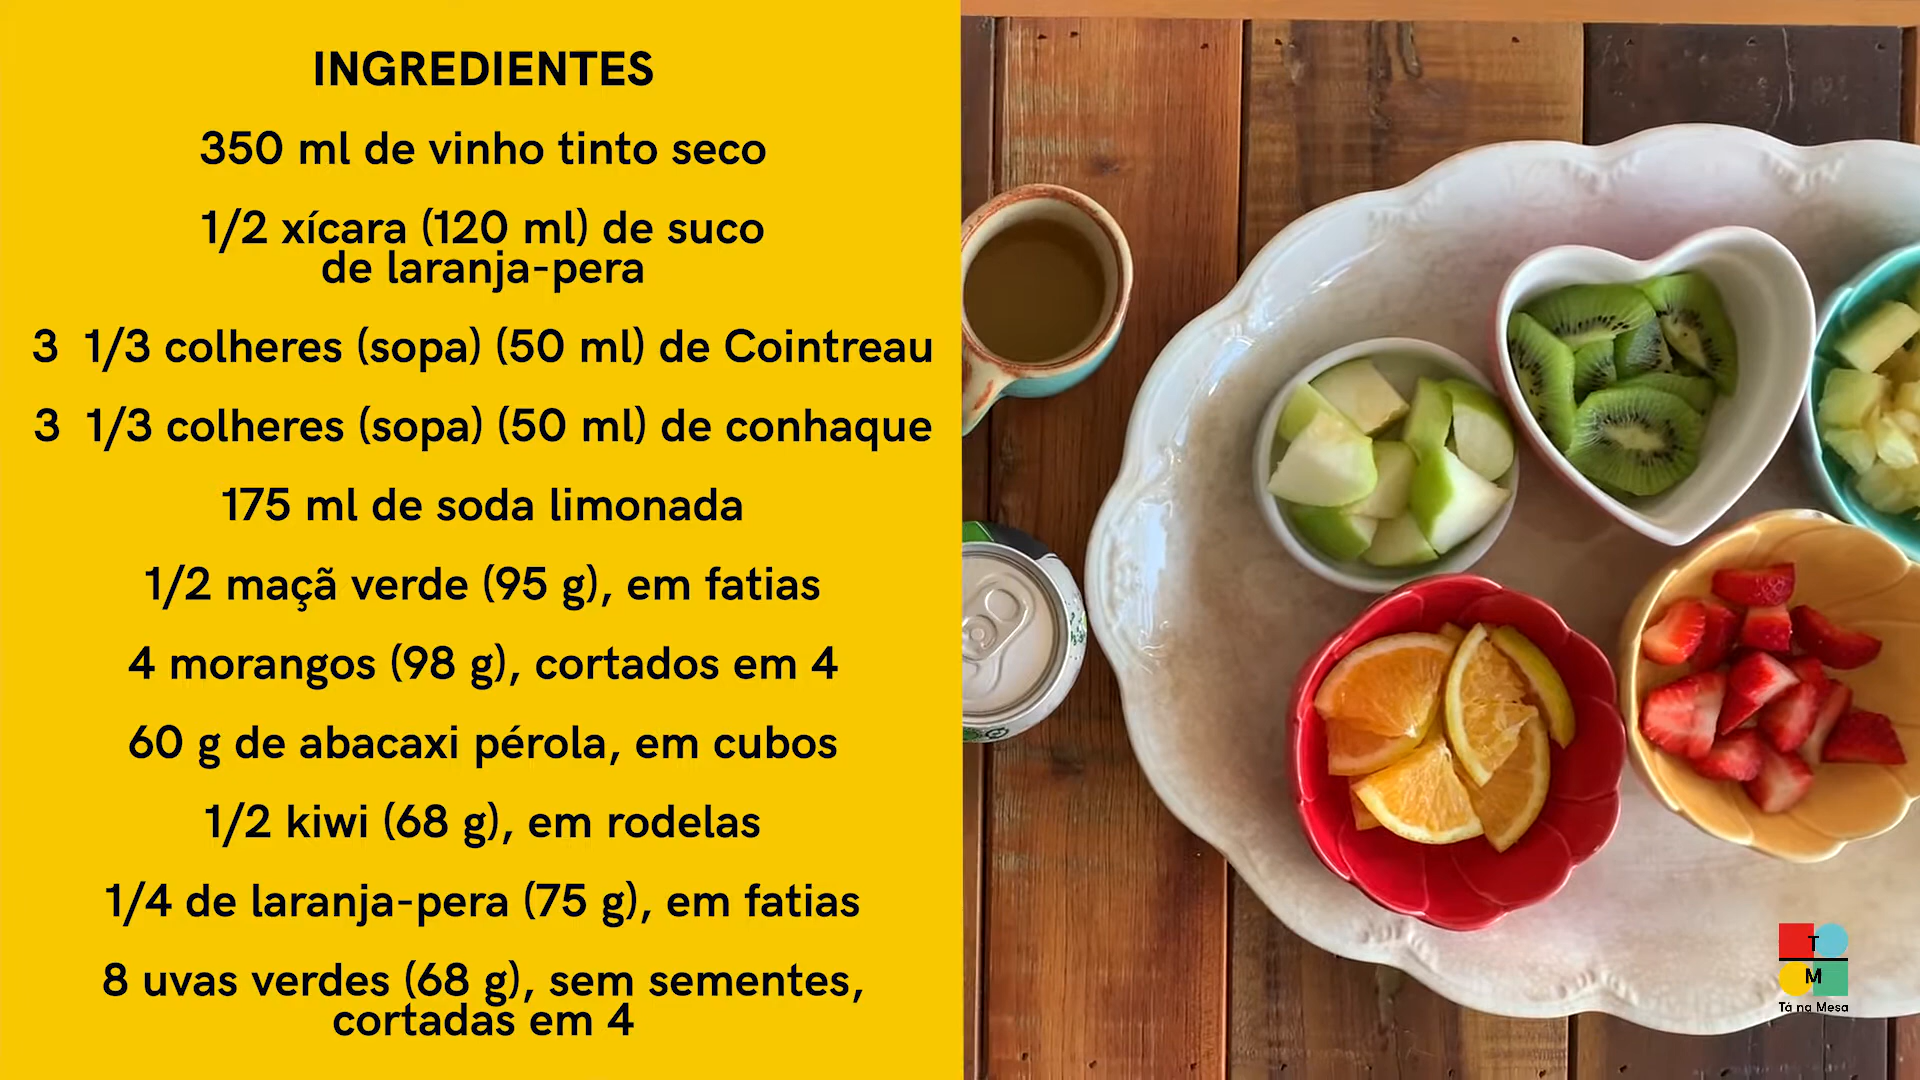 INGREDIENTES
350 ml de vinho tinto seco
1/2 xícara (120 ml) de suco
de laranja-pera
3 1/3 colheres (sopa) (50 ml) de Cointreau
3 1/3 colheres (sopa) (50 ml) de conhaque
175 ml de soda limonada
1/2 maçã verde (95 g), em fatias
4 morangos (98 g), cortados em 4
60 g de abacaxi pérola, em cubos
1/2 kiwi (68 g), em rodelas
1/4 de laranja-pera (75 g), em fatias
8 uvas verdes (68 g), sem sementes,
cortadas em 4
T
M
Tá na Mesa